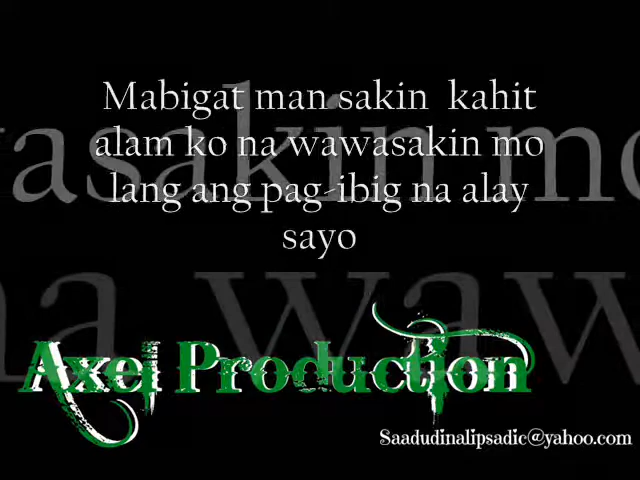 Mabigat man sakin kahit
alam ko na wawasakin mo
lang ang pag-ibig na alay
sayo
Axel Production
Saadudinalipsadic@yahoo.com